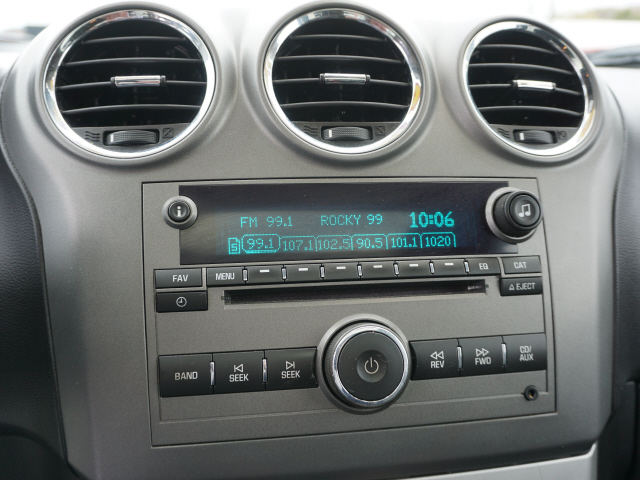 i
FM 99.1 ROCKY 99 10:06
5 99.1 107.1 102.5 90.5 101.1 1020
FAV MENU EQ CAT
EJECT
BAND SEEK SEEK REV FWD CD/
AUX